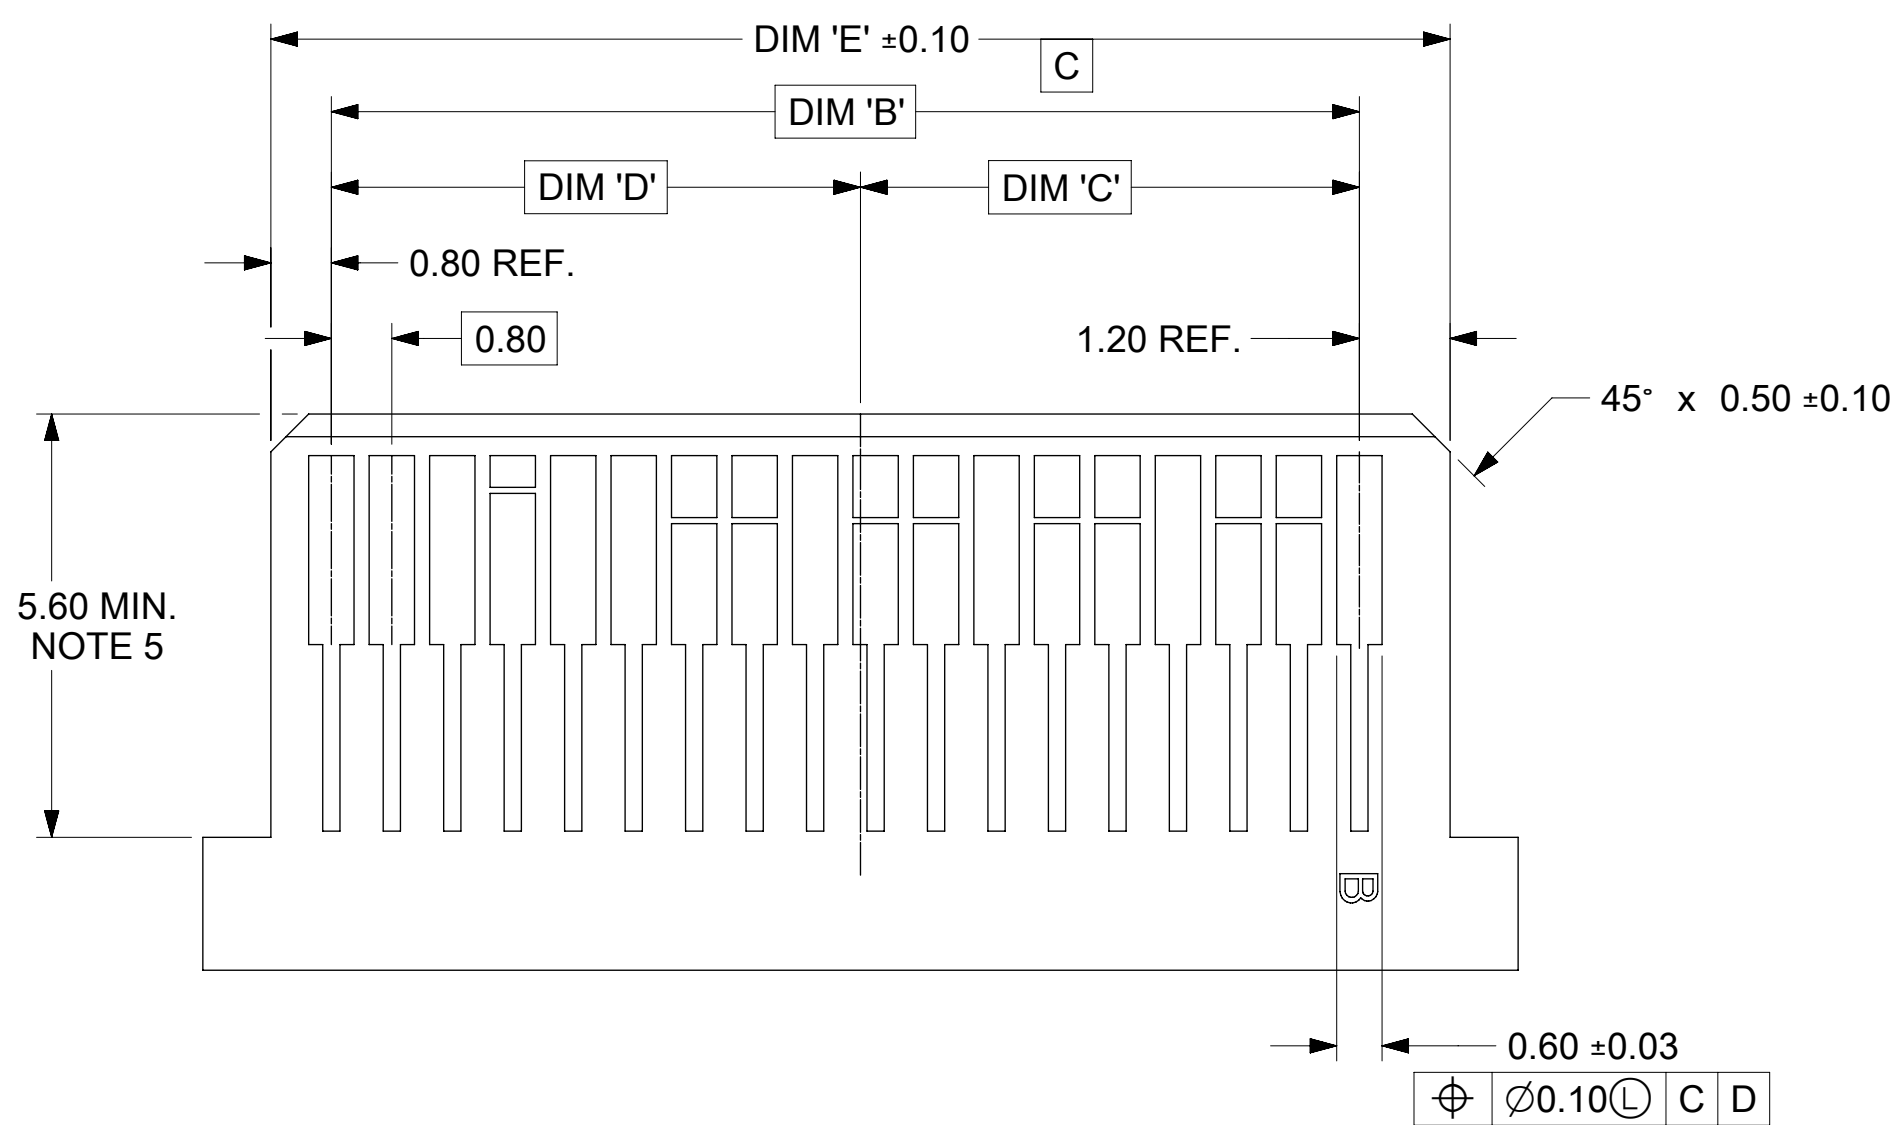 DIM 'E' ±0.10
C
DIM 'B'
DIM 'D'
DIM 'C'
0.80 REF.
0.80
1.20 REF.
45° x 0.50 ±0.10
5.60 MIN.
NOTE 5
B
0.60 ±0.03
⌖ ∅0.10Ⓛ C D